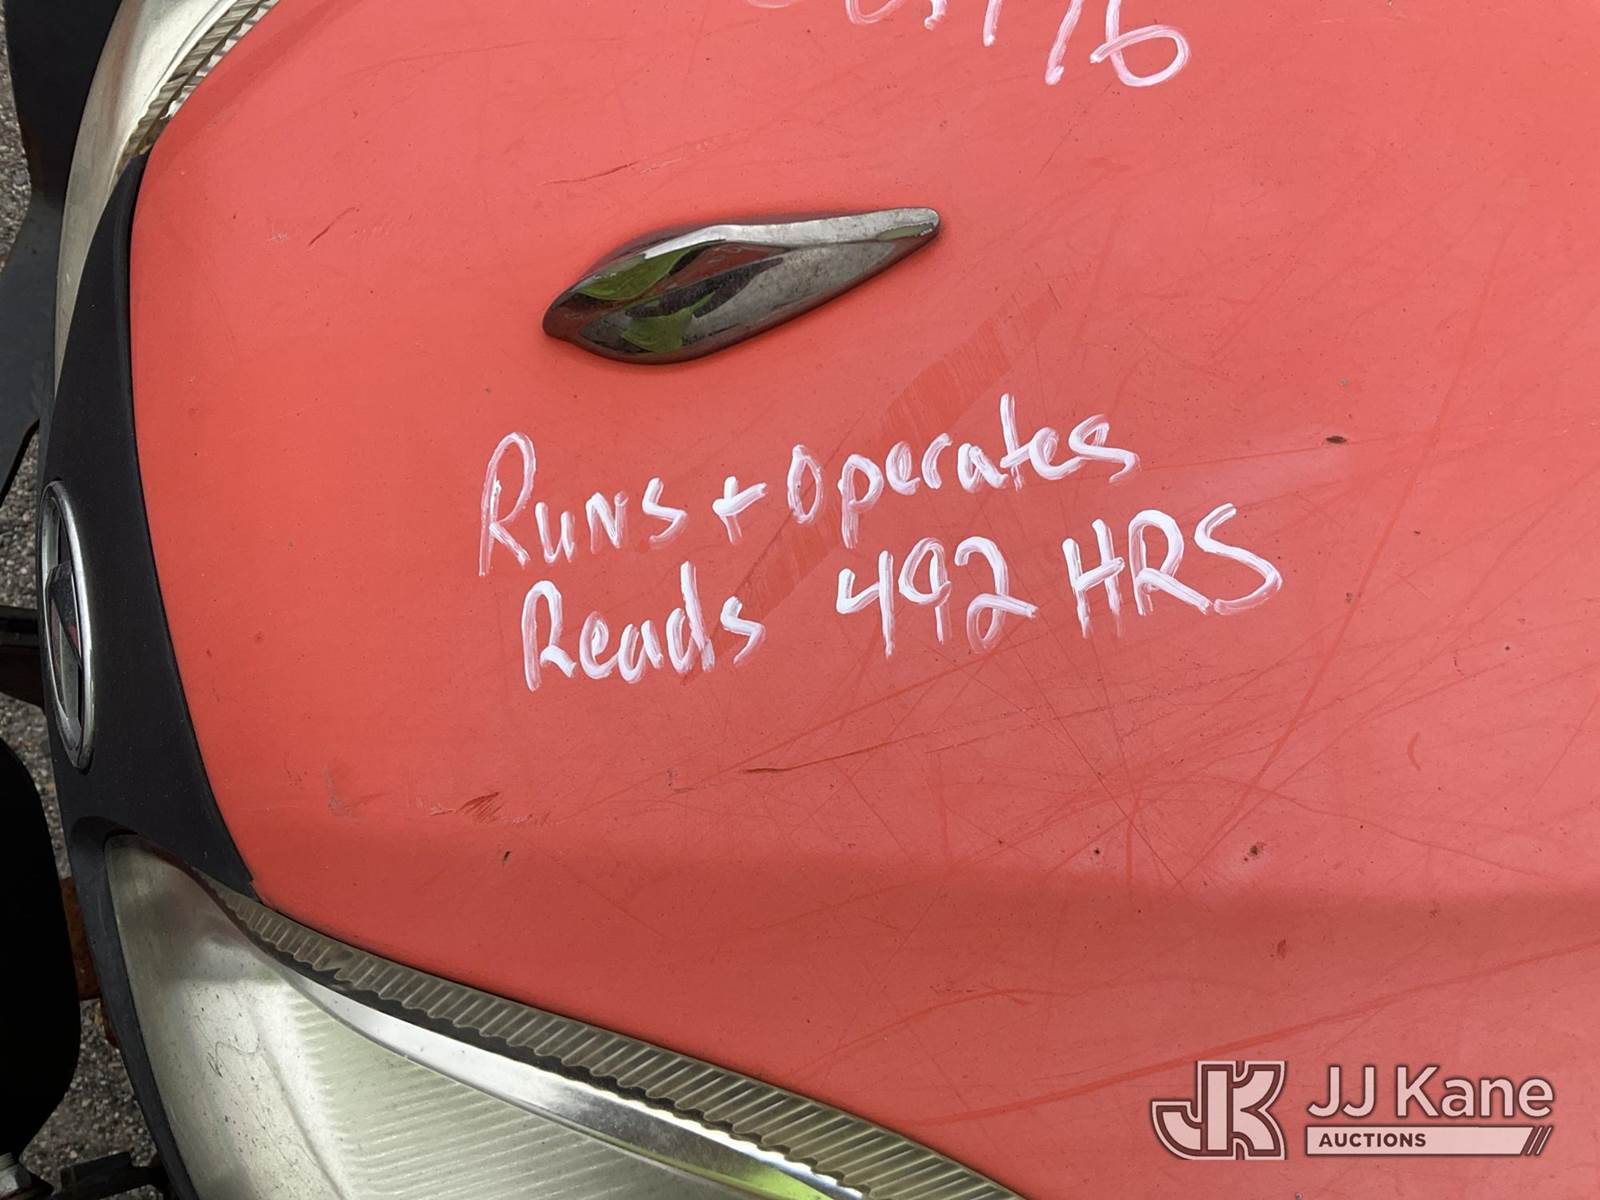 Runs + Operates
Reads 492 HRS
JJ Kane
AUCTIONS